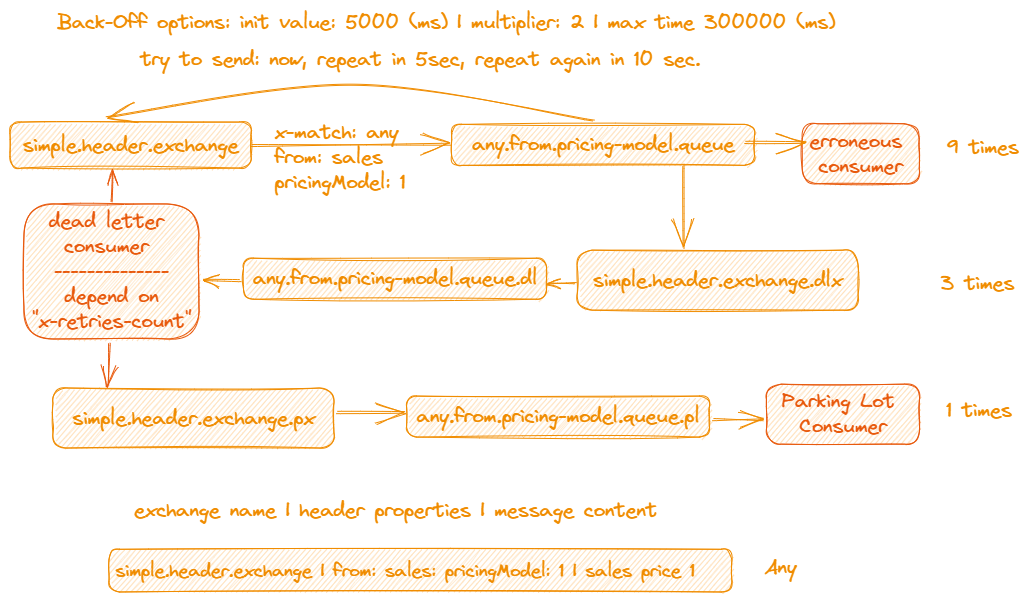 Back-Off options: init value: 5000 (ms) | multiplier: 2 | max time 300000 (ms)
try to send: now, repeat in 5sec, repeat again in 10 sec.
simple.header.exchange
x-match: any
from: sales
pricingModel: 1
any.from.pricing-model.queue
erroneous
consumer
9 times
dead letter
consumer
--------------
depend on
"x-retries-count"
any.from.pricing-model.queue.dl
simple.header.exchange.dlx
3 times
simple.header.exchange.px
any.from.pricing-model.queue.pl
Parking Lot
Consumer
1 times
exchange name | header properties | message content
simple.header.exchange | from: sales: pricingModel: 1 | sales price 1
Any